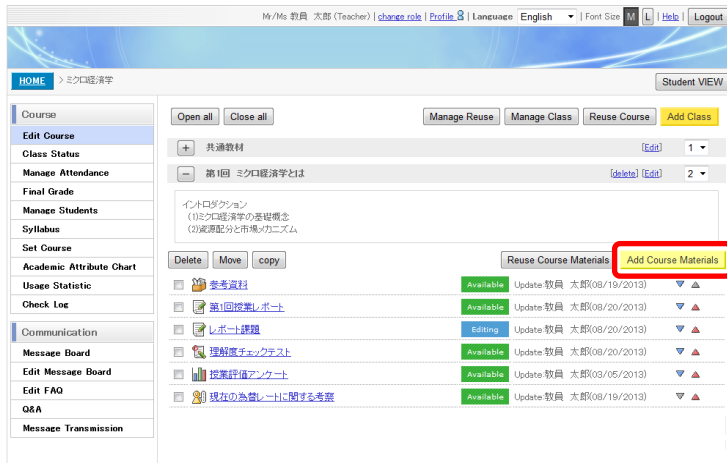 Mr/Ms 教員 太郎 (Teacher) | change role | Profile | Language English | Font Size M L | Help | Logout
HOME > ミクロ経済学 Student VIEW
Course
Edit Course
Class Status
Manage Attendance
Final Grade
Manage Students
Syllabus
Set Course
Academic Attribute Chart
Usage Statistic
Check Log
Communication
Message Board
Edit Message Board
Edit FAQ
Q&A
Message Transmission
Open all Close all Manage Reuse Manage Class Reuse Course Add Class
+ 共通教材 [Edit] 1
− 第1回 ミクロ経済学とは [delete] [Edit] 2
イントロダクション
(1)ミクロ経済学の基礎概念
(2)資源配分と市場メカニズム
Delete Move copy Reuse Course Materials Add Course Materials
参考資料 Available Update:教員 太郎(08/19/2013)
第1回授業レポート Available Update:教員 太郎(08/20/2013)
レポート課題 Editing Update:教員 太郎(08/20/2013)
理解度チェックテスト Available Update:教員 太郎(08/20/2013)
授業評価アンケート Available Update:教員 太郎(03/05/2013)
現在の為替レートに関する考察 Available Update:教員 太郎(08/19/2013)